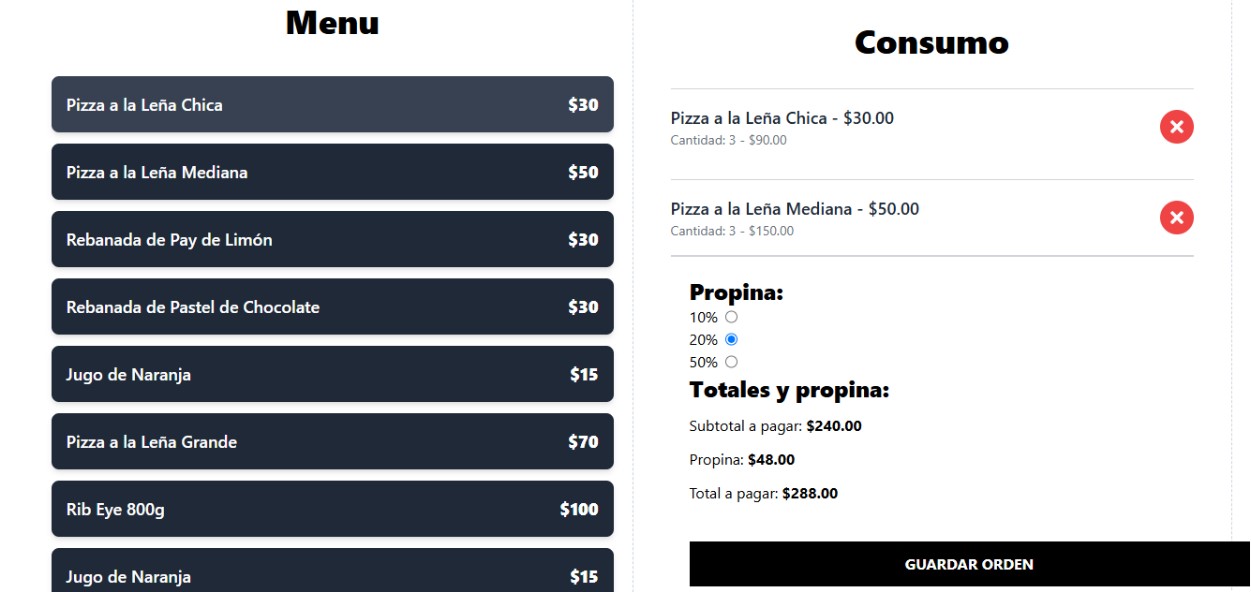 Menu
Pizza a la Leña Chica $30
Pizza a la Leña Mediana $50
Rebanada de Pay de Limón $30
Rebanada de Pastel de Chocolate $30
Jugo de Naranja $15
Pizza a la Leña Grande $70
Rib Eye 800g $100
Jugo de Naranja $15
Consumo
Pizza a la Leña Chica - $30.00
Cantidad: 3 - $90.00
Pizza a la Leña Mediana - $50.00
Cantidad: 3 - $150.00
Propina:
10%
20%
50%
Totales y propina:
Subtotal a pagar: $240.00
Propina: $48.00
Total a pagar: $288.00
GUARDAR ORDEN